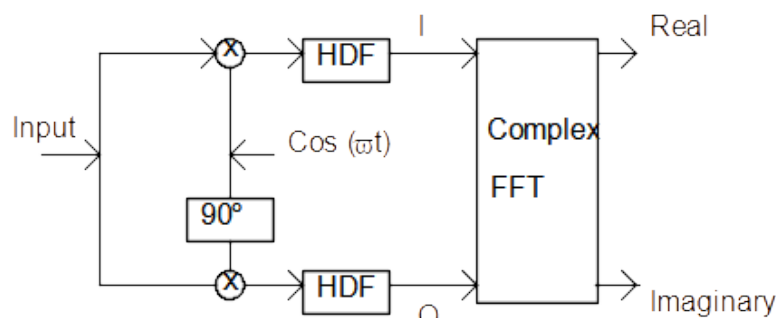 Input
X
HDF
I
Cos (ϖt)
90º
X
HDF
Q
Complex
FFT
Real
Imaginary